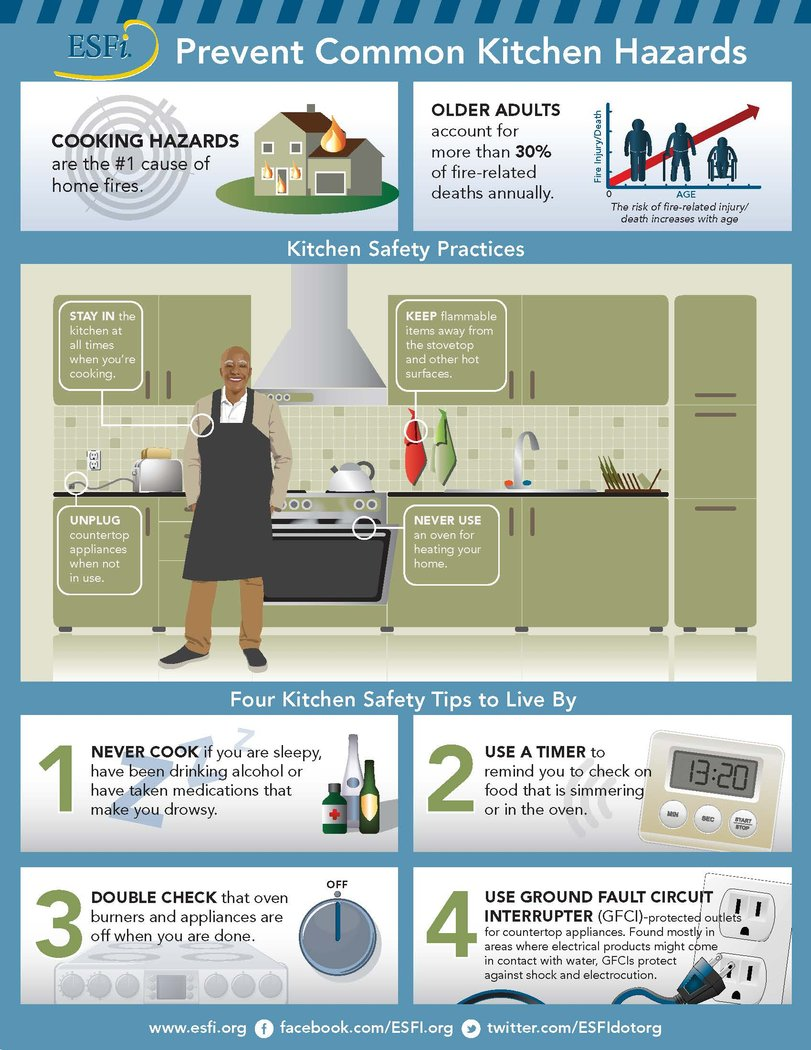 ESFi.
Prevent Common Kitchen Hazards
COOKING HAZARDS
are the #1 cause of
home fires.
OLDER ADULTS
account for
more than 30%
of fire-related
deaths annually.
Fire Injury/Death
0
AGE
The risk of fire-related injury/
death increases with age
Kitchen Safety Practices
STAY IN the
kitchen at
all times
when you're
cooking.
KEEP flammable
items away from
the stovetop
and other hot
surfaces.
UNPLUG
countertop
appliances
when not
in use.
NEVER USE
an oven for
heating your
home.
Four Kitchen Safety Tips to Live By
1
NEVER COOK if you are sleepy,
have been drinking alcohol or
have taken medications that
make you drowsy.
Z Z Z
2
USE A TIMER to
remind you to check on
food that is simmering
or in the oven.
13:20
MIN
SEC
START/
STOP
3
DOUBLE CHECK that oven
burners and appliances are
off when you are done.
OFF
4
USE GROUND FAULT CIRCUIT
INTERRUPTER (GFCI)-protected outlets
for countertop appliances. Found mostly in
areas where electrical products might come
in contact with water, GFCIs protect
against shock and electrocution.
www.esfi.org f facebook.com/ESFI.org twitter.com/ESFIdotorg